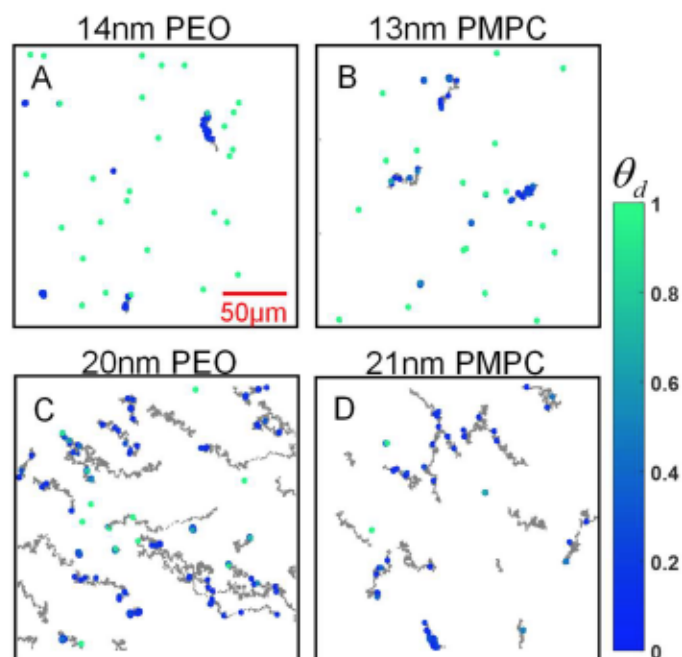 14nm PEO
13nm PMPC
A
B
θd
50μm
20nm PEO
21nm PMPC
C
D
1
0.8
0.6
0.4
0.2
0